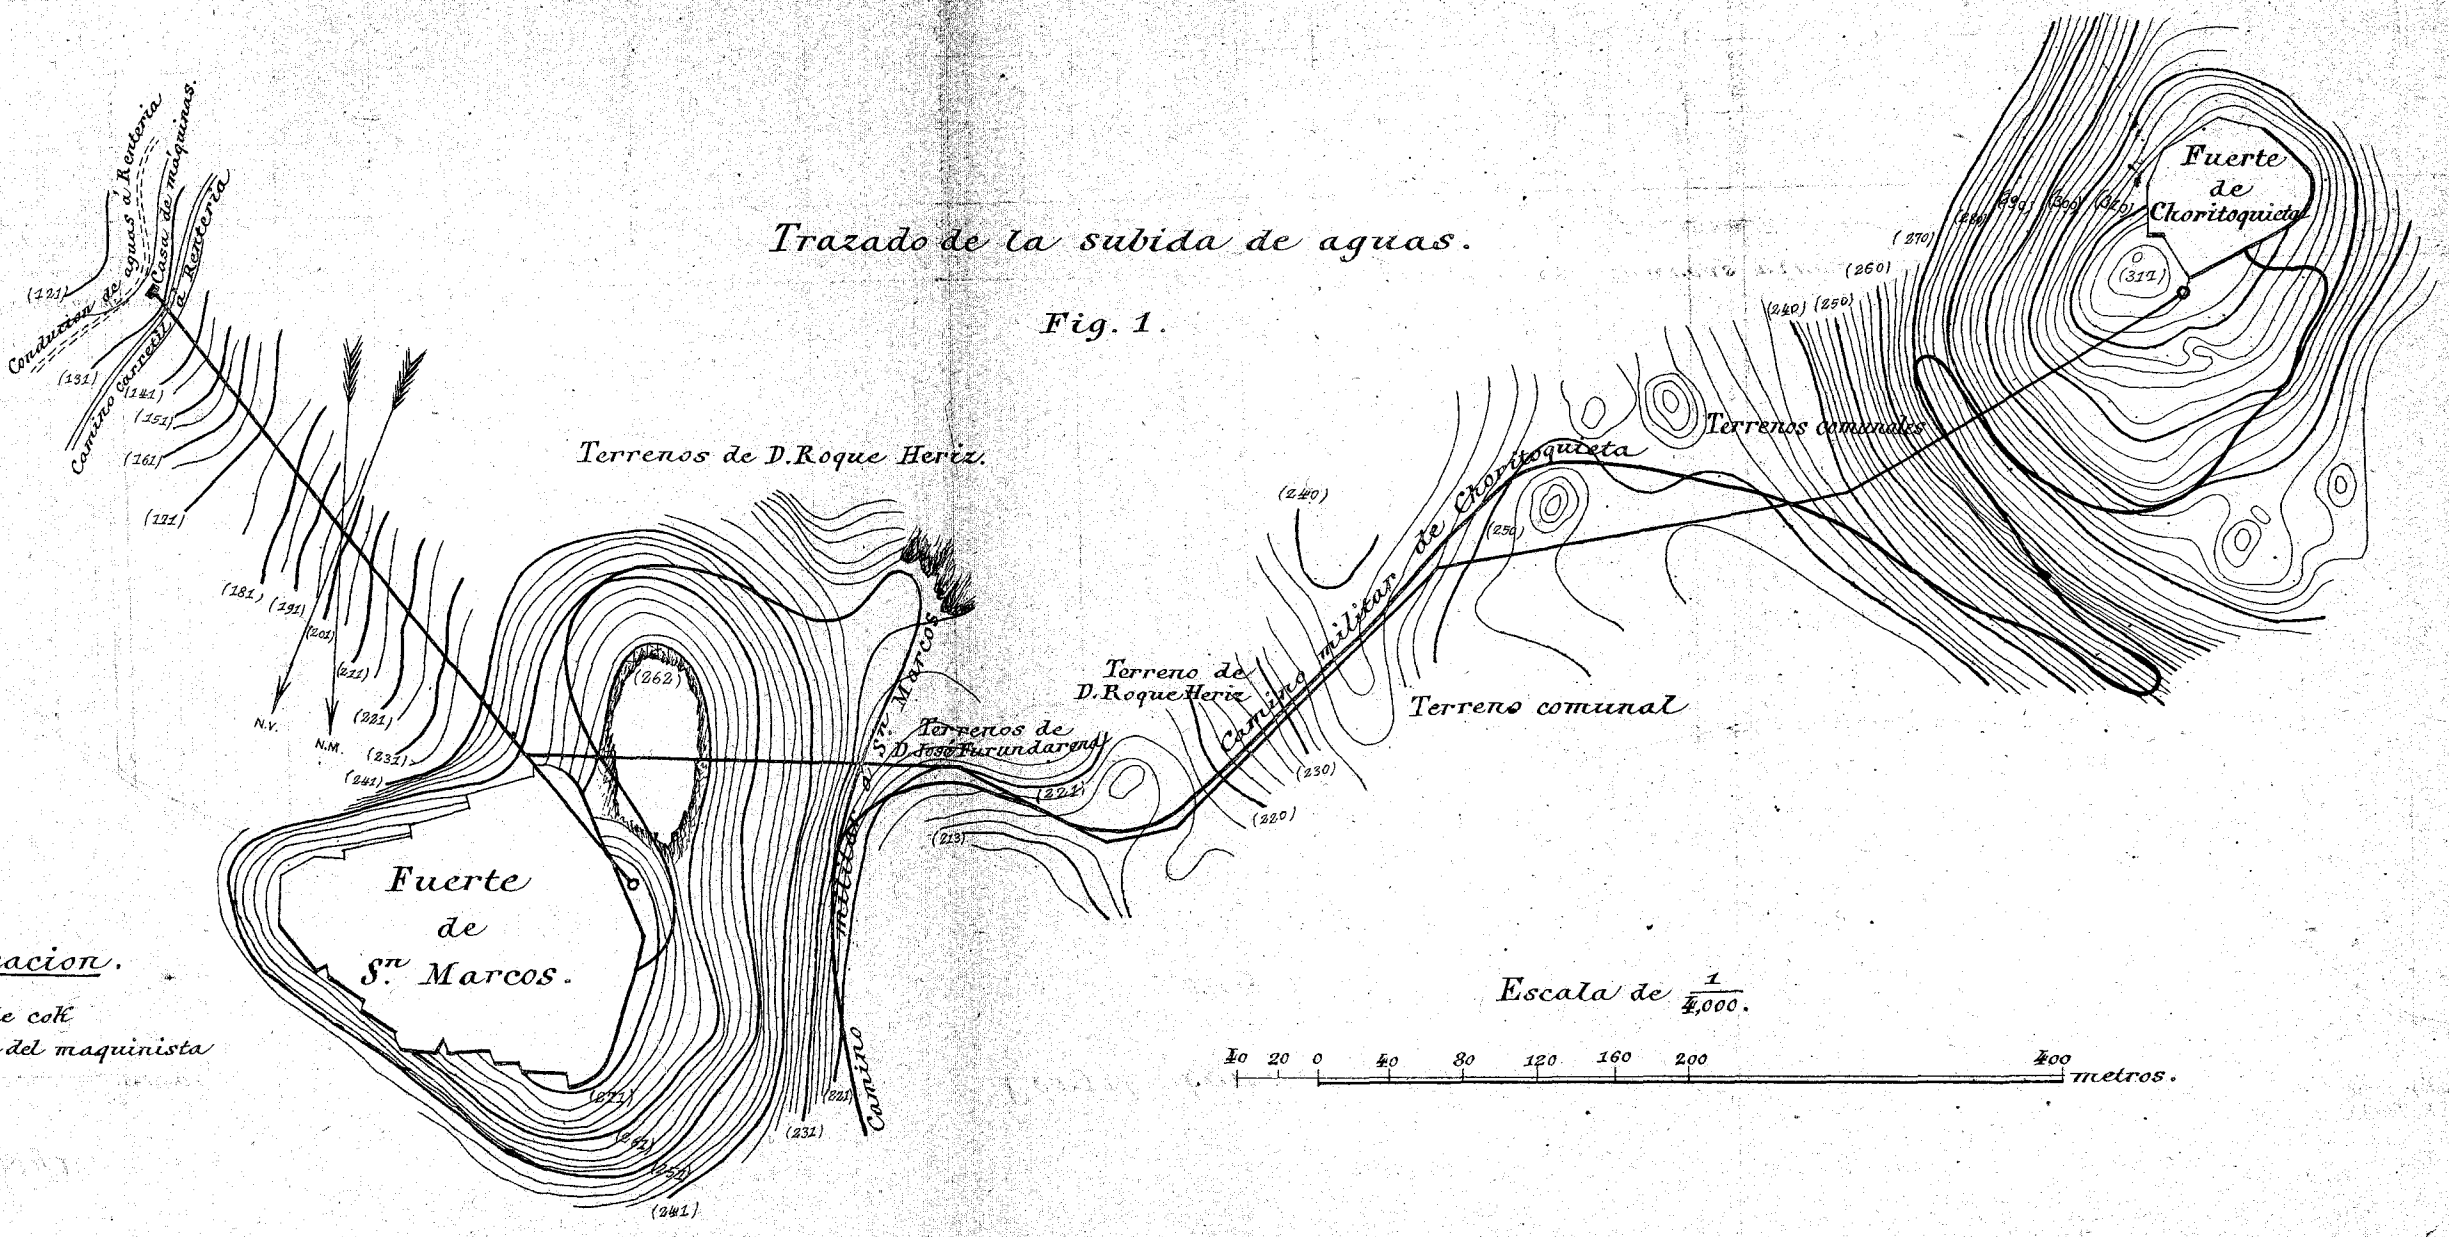 Trazado de la subida de aguas.
Fig. 1.
Conducion de aguas á Renteria
Casa de máquinas.
Camino carretil á Renteria
(121)
(131)
(141)
(151)
(161)
(171)
(181)
(191)
(201)
(211)
(221)
(231)
(241)
N.V.
N.M.
Terrenos de D. Roque Heriz.
(262)
Fuerte
de
Sn. Marcos.
(271)
(261)
(251)
(241)
(231)
(221)
Camino militar a Sn. Marcos
Terrenos de
D. José Furundarena
(221)
(213)
Terreno de
D. Roque Heriz
(220)
(230)
(240)
(250)
Camino militar de Choritoquieta
Terreno comunal
Terrenos comunales
(240)
(250)
(260)
(270)
(280)
(290)
(300)
(310)
(317)
Fuerte
de
Choritoquieta
acion.
e cok
del maquinista
Escala de 1/4,000.
40 20 0 40 80 120 160 200 400
metros.